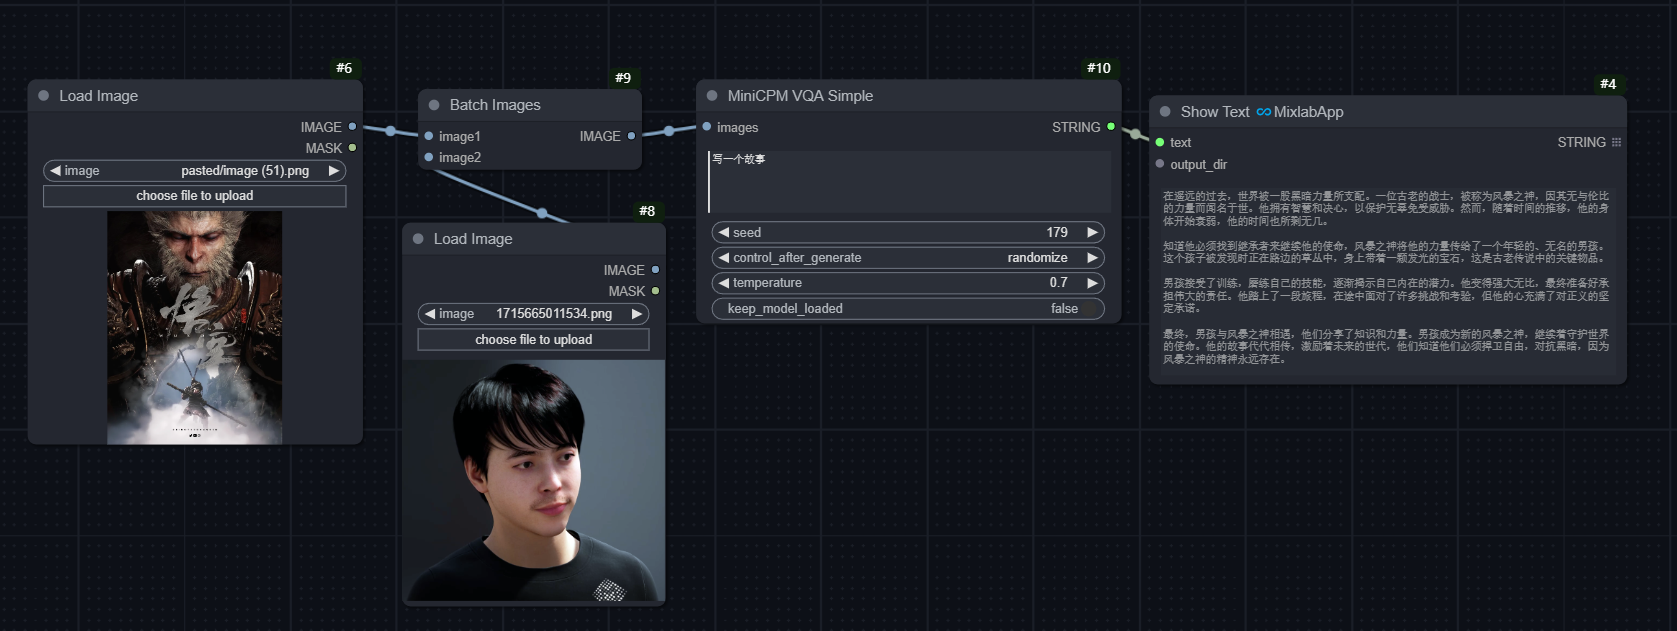 #6
Load Image
IMAGE
MASK
image pasted/image (51).png
choose file to upload
悟空
#9
Batch Images
image1 IMAGE
image2
#8
Load Image
IMAGE
MASK
image 1715665011534.png
choose file to upload
#10
MiniCPM VQA Simple
images STRING
写一个故事
seed 179
control_after_generate randomize
temperature 0.7
keep_model_loaded false
#4
Show Text MixlabApp
text STRING
output_dir
在遥远的过去，世界被一股黑暗力量所支配。一位古老的战士，被称为风暴之神，因其无与伦比
的力量而闻名于世。他拥有智慧和决心，以保护无辜免受威胁。然而，随着时间的推移，他的身
体开始衰弱，他的时间也所剩无几。
知道他必须找到继承者来继续他的使命，风暴之神将他的力量传给了一个年轻的、无名的男孩。
这个孩子被发现时正在路边的草丛中，身上带着一颗发光的宝石，这是古老传说中的关键物品。
男孩接受了训练，磨练自己的技能，逐渐揭示自己内在的潜力。他变得强大无比，最终准备好承
担伟大的责任。他踏上了一段旅程，在途中面对了许多挑战和考验，但他的心充满了对正义的坚
定承诺。
最终，男孩与风暴之神相遇，他们分享了知识和力量。男孩成为新的风暴之神，继续着守护世界
的使命。他的故事代代相传，激励着未来的世代，他们知道他们必须捍卫自由，对抗黑暗，因为
风暴之神的精神永远存在。